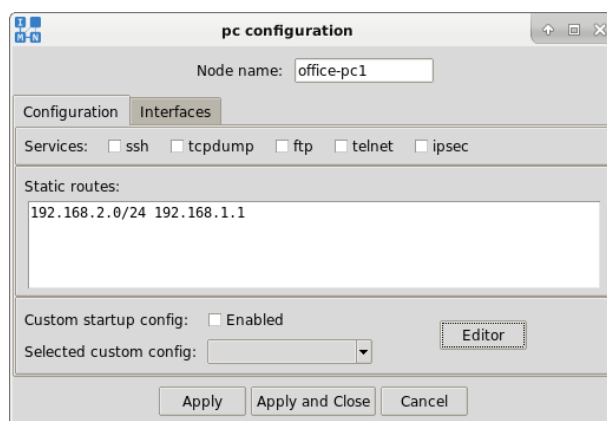 I
M N
pc configuration
Node name: office-pc1
Configuration Interfaces
Services: ssh tcpdump ftp telnet ipsec
Static routes:
192.168.2.0/24 192.168.1.1
Custom startup config: Enabled
Selected custom config:
Editor
Apply Apply and Close Cancel